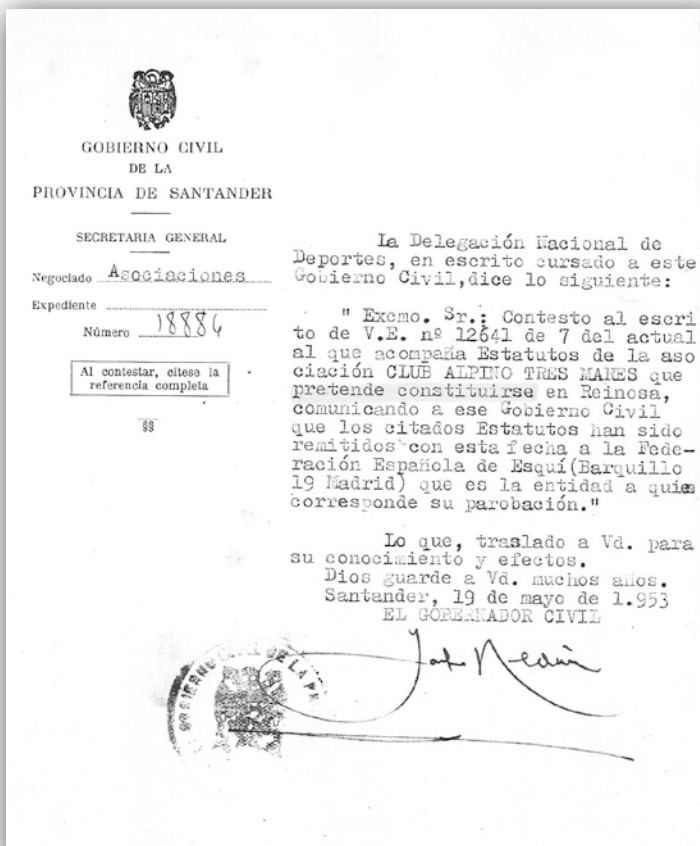 GOBIERNO CIVIL
DE LA
PROVINCIA DE SANTANDER
SECRETARIA GENERAL
Negociado Asociaciones
Expediente
Número 18884
Al contestar, cítese la
referencia completa
§§
La Delegación Nacional de
Deportes, en escrito cursado a este
Gobierno Civil,dice lo siguiente:
" Excmo. Sr.: Contesto al escri
to de V.E. nº 12641 de 7 del actual
al que acompaña Estatutos de la aso
ciación CLUB ALPINO TRES MARES que
pretende constituirse en Reinosa,
comunicando a ese Gobierno Civil
que los citados Estatutos han sido
remitidos con esta fecha a la Fede-
ración Española de Esquí(Barquillo
19 Madrid) que es la entidad a quien
corresponde su parobación."
Lo que, traslado a Vd. para
su conocimiento y efectos.
Dios guarde a Vd. muchos años.
Santander, 19 de mayo de 1.953
EL GOBERNADOR CIVIL
GOBIERNO CIVIL DE LA